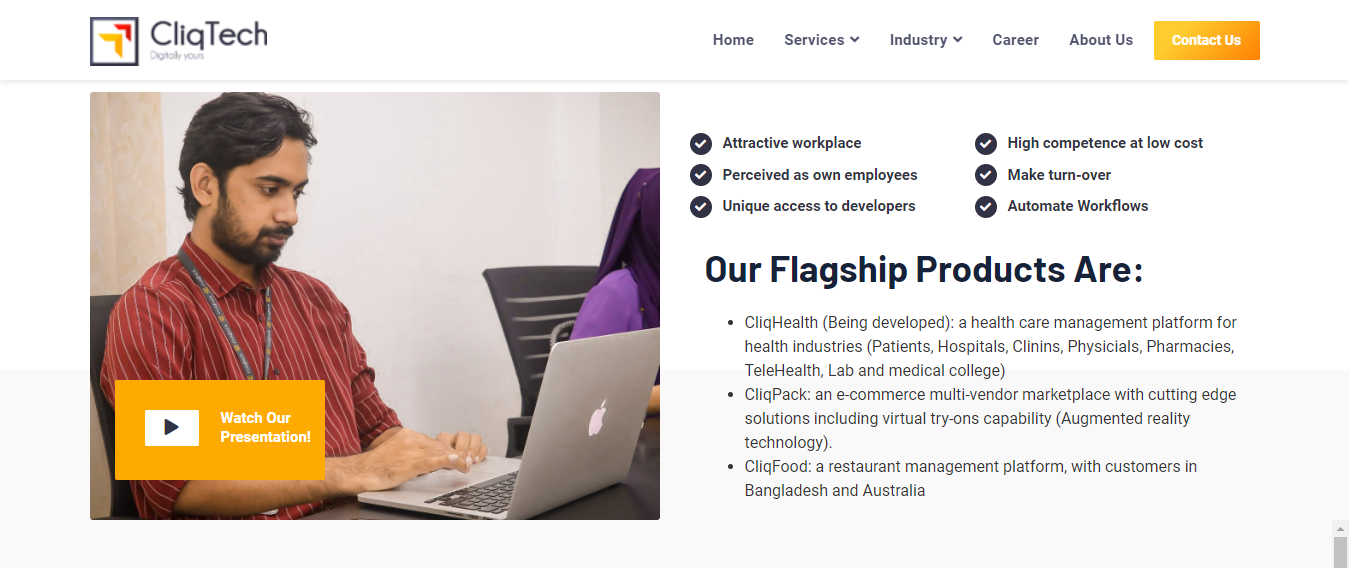 CliqTech
Digitally yours
Home Services Industry Career About Us Contact Us
Attractive workplace
High competence at low cost
Perceived as own employees
Make turn-over
Unique access to developers
Automate Workflows
Our Flagship Products Are:
CliqHealth (Being developed): a health care management platform for
health industries (Patients, Hospitals, Clinins, Physicials, Pharmacies,
TeleHealth, Lab and medical college)
CliqPack: an e-commerce multi-vendor marketplace with cutting edge
solutions including virtual try-ons capability (Augmented reality
technology).
CliqFood: a restaurant management platform, with customers in
Bangladesh and Australia
Watch Our
Presentation!